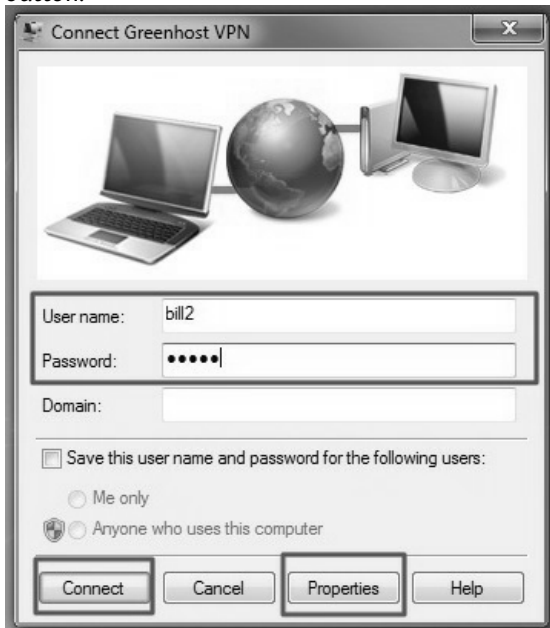 Connect Greenhost VPN
x
User name: bill2
Password: •••••
Domain:
Save this user name and password for the following users:
Me only
Anyone who uses this computer
Connect Cancel Properties Help